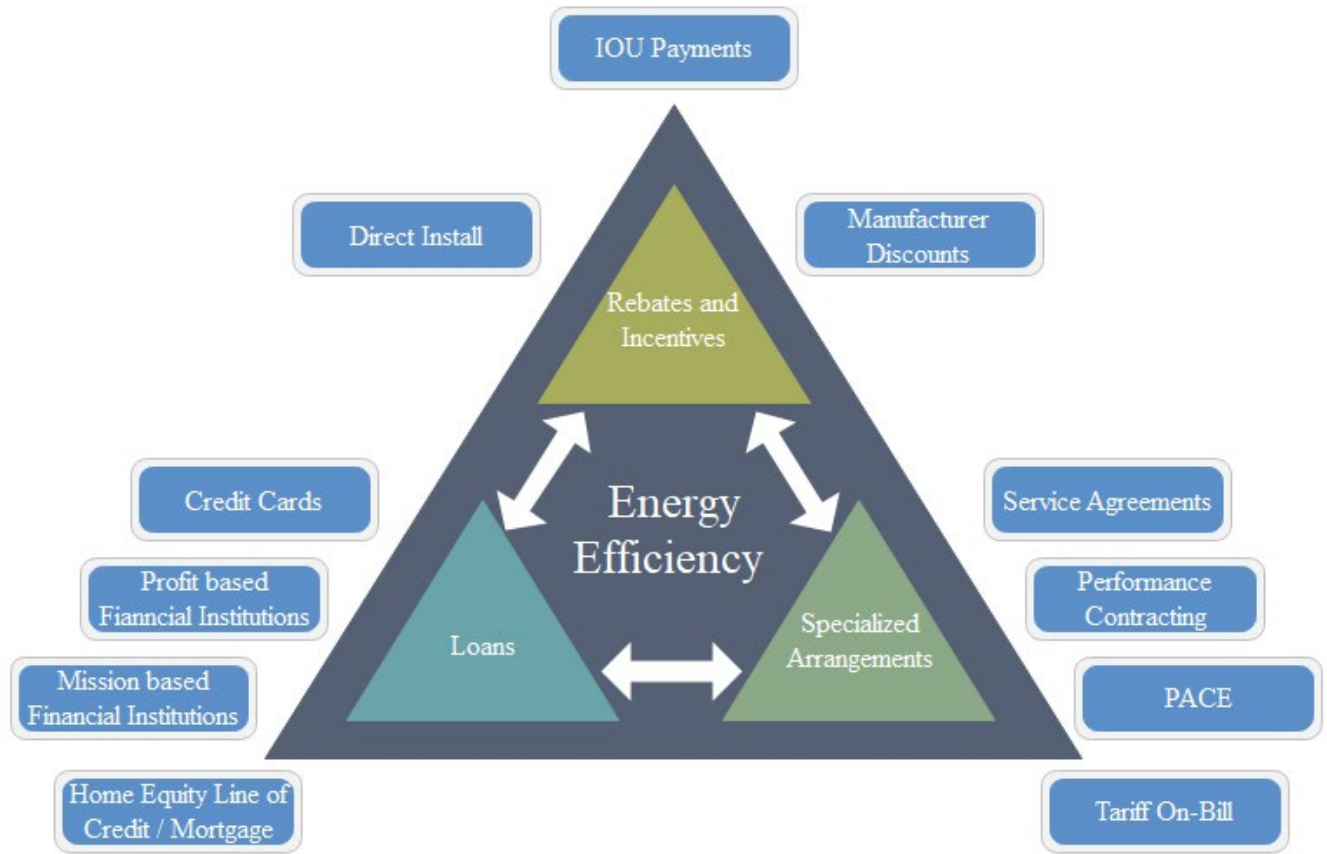 IOU Payments
Direct Install
Manufacturer
Discounts
Rebates and
Incentives
Credit Cards
Service Agreements
Energy
Efficiency
Profit based
Fianncial Institutions
Performance
Contracting
Loans
Specialized
Arrangements
Mission based
Financial Institutions
PACE
Home Equity Line of
Credit / Mortgage
Tariff On-Bill